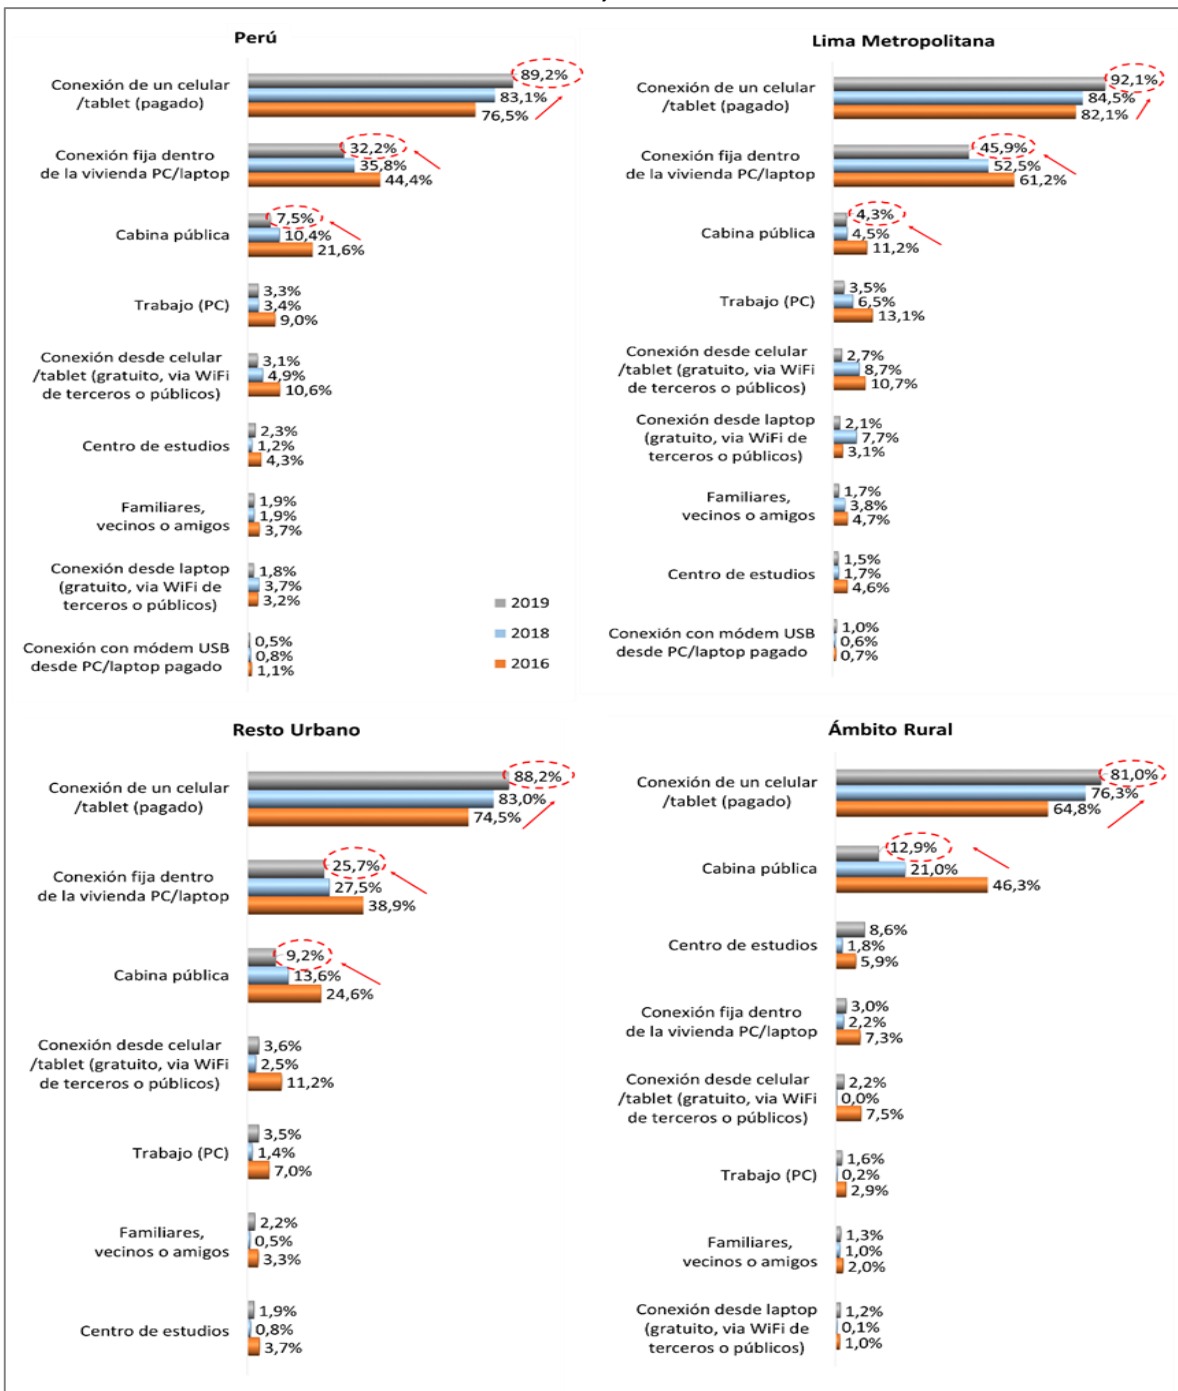 Perú
Conexión de un celular
/tablet (pagado)
89,2%
83,1%
76,5%
Conexión fija dentro
de la vivienda PC/laptop
32,2%
35,8%
44,4%
Cabina pública
7,5%
10,4%
21,6%
Trabajo (PC)
3,3%
3,4%
9,0%
Conexión desde celular
/tablet (gratuito, via WiFi
de terceros o públicos)
3,1%
4,9%
10,6%
Centro de estudios
2,3%
1,2%
4,3%
Familiares,
vecinos o amigos
1,9%
1,9%
3,7%
Conexión desde laptop
(gratuito, via WiFi de
terceros o públicos)
1,8%
3,7%
3,2%
Conexión con módem USB
desde PC/laptop pagado
0,5%
0,8%
1,1%
2019
2018
2016
Lima Metropolitana
Conexión de un celular
/tablet (pagado)
92,1%
84,5%
82,1%
Conexión fija dentro
de la vivienda PC/laptop
45,9%
52,5%
61,2%
Cabina pública
4,3%
4,5%
11,2%
Trabajo (PC)
3,5%
6,5%
13,1%
Conexión desde celular
/tablet (gratuito, via WiFi
de terceros o públicos)
2,7%
8,7%
10,7%
Conexión desde laptop
(gratuito, via WiFi de
terceros o públicos)
2,1%
7,7%
3,1%
Familiares,
vecinos o amigos
1,7%
3,8%
4,7%
Centro de estudios
1,5%
1,7%
4,6%
Conexión con módem USB
desde PC/laptop pagado
1,0%
0,6%
0,7%
Resto Urbano
Conexión de un celular
/tablet (pagado)
88,2%
83,0%
74,5%
Conexión fija dentro
de la vivienda PC/laptop
25,7%
27,5%
38,9%
Cabina pública
9,2%
13,6%
24,6%
Conexión desde celular
/tablet (gratuito, via WiFi
de terceros o públicos)
3,6%
2,5%
11,2%
Trabajo (PC)
3,5%
1,4%
7,0%
Familiares,
vecinos o amigos
2,2%
0,5%
3,3%
Centro de estudios
1,9%
0,8%
3,7%
Ámbito Rural
Conexión de un celular
/tablet (pagado)
81,0%
76,3%
64,8%
Cabina pública
12,9%
21,0%
46,3%
Centro de estudios
8,6%
1,8%
5,9%
Conexión fija dentro
de la vivienda PC/laptop
3,0%
2,2%
7,3%
Conexión desde celular
/tablet (gratuito, via WiFi
de terceros o públicos)
2,2%
0,0%
7,5%
Trabajo (PC)
1,6%
0,2%
2,9%
Familiares,
vecinos o amigos
1,3%
1,0%
2,0%
Conexión desde laptop
(gratuito, via WiFi de
terceros o públicos)
1,2%
0,1%
1,0%